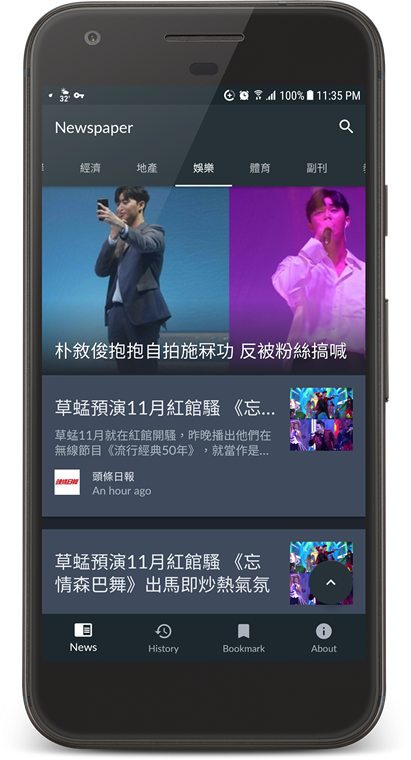 32°
100% 11:35 PM
Newspaper
經濟 地產 娛樂 體育 副刊
朴敘俊抱抱自拍施冧功 反被粉絲搞喊
草蜢預演11月紅館騷 《忘...
草蜢11月就在紅館開騷，昨晚播出他們在
無線節目《流行經典50年》，就當作是...
頭條日報
頭條日報
An hour ago
草蜢預演11月紅館騷 《忘
情森巴舞》出馬即炒熱氣氛
News History Bookmark About